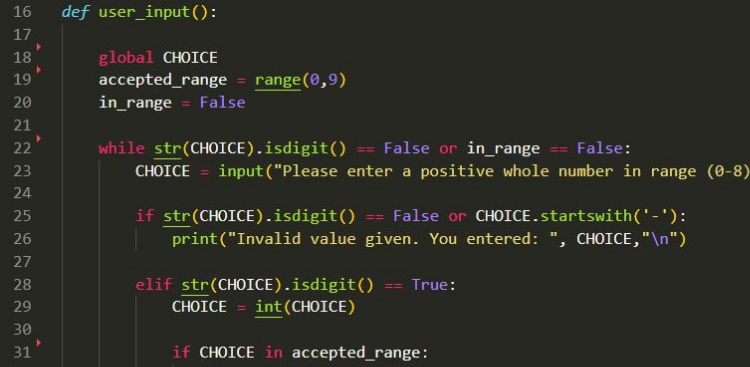 16 def user_input():
17
18 global CHOICE
19 accepted_range = range(0,9)
20 in_range = False
21
22 while str(CHOICE).isdigit() == False or in_range == False:
23 CHOICE = input("Please enter a positive whole number in range (0-8)
24
25 if str(CHOICE).isdigit() == False or CHOICE.startswith('-'):
26 print("Invalid value given. You entered: ", CHOICE,"\n")
27
28 elif str(CHOICE).isdigit() == True:
29 CHOICE = int(CHOICE)
30
31 if CHOICE in accepted_range: